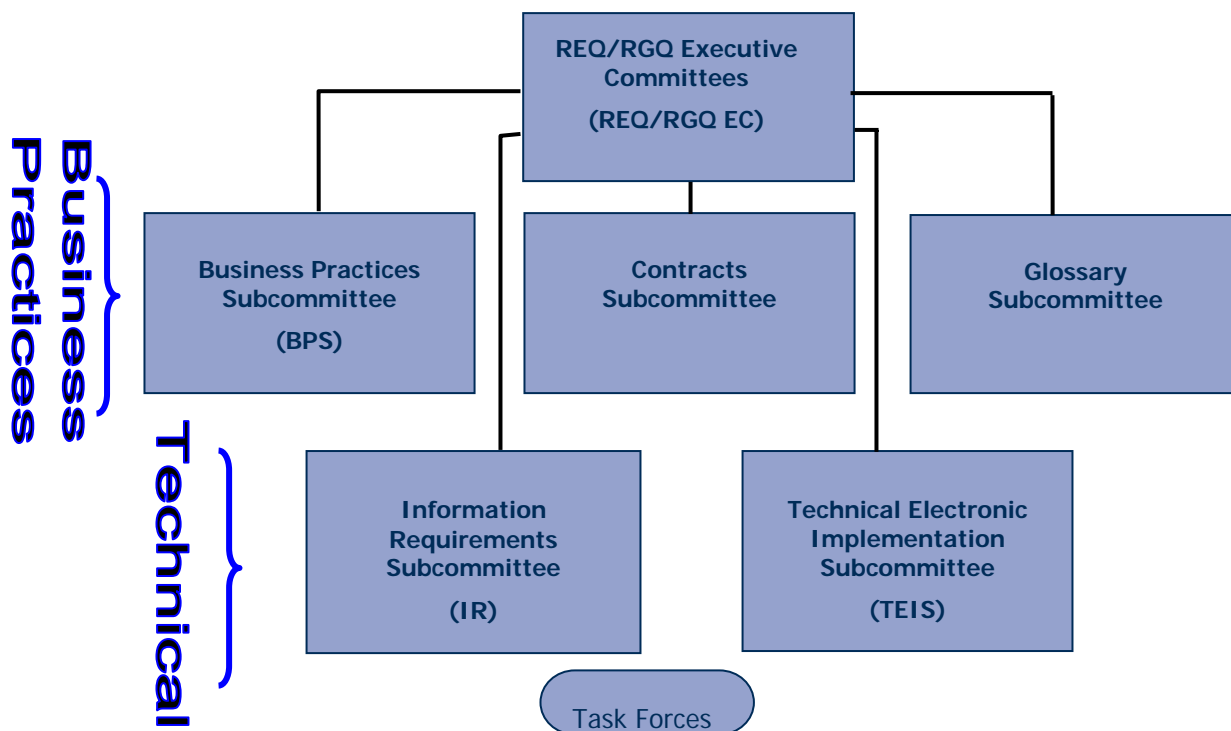 REQ/RGQ Executive
Committees
(REQ/RGQ EC)
Business
Practices
Business Practices
Subcommittee
(BPS)
Contracts
Subcommittee
Glossary
Subcommittee
Technical
Information
Requirements
Subcommittee
(IR)
Technical Electronic
Implementation
Subcommittee
(TEIS)
Task Forces